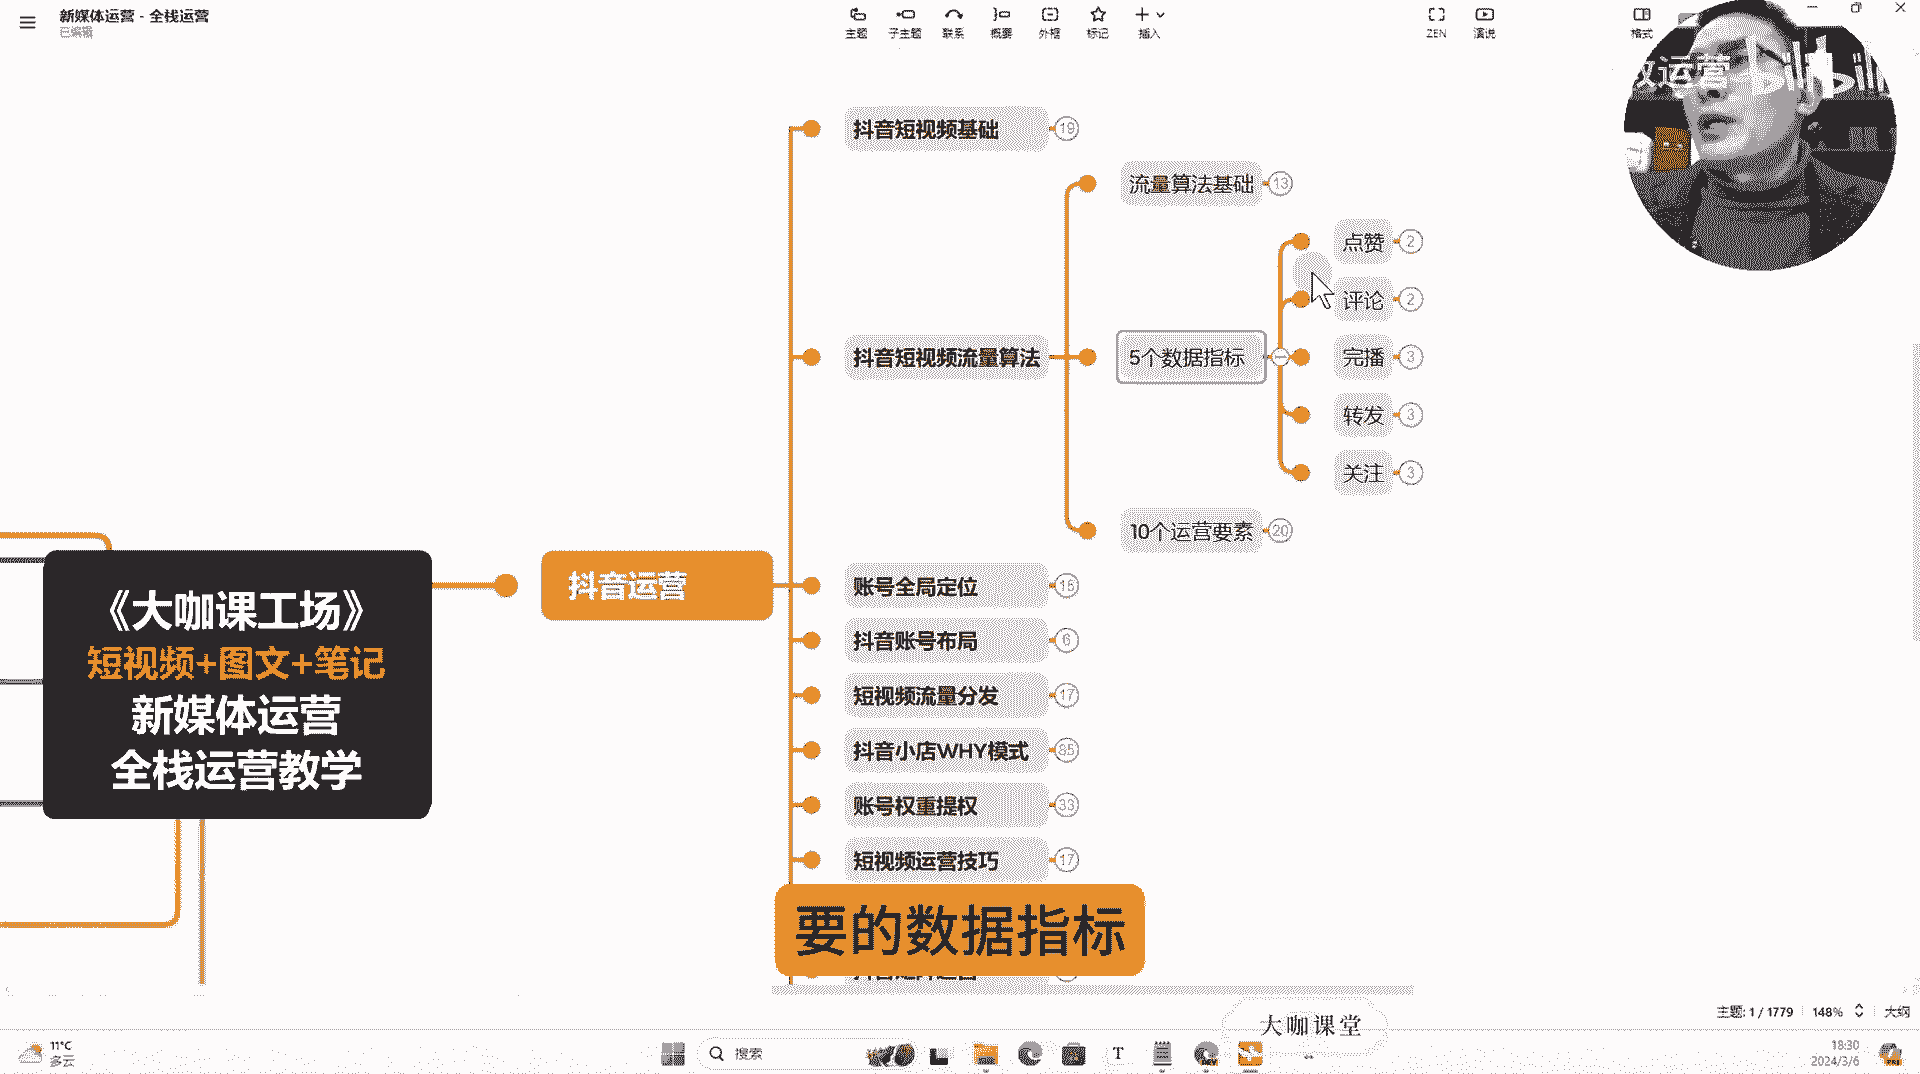 新媒体运营 - 全栈运营
已编辑
主题
子主题
联系
概要
外框
标记
插入
ZEN
演说
格式
运营
bilibili
抖音短视频基础
19
流量算法基础
13
点赞
2
评论
2
抖音短视频流量算法
5个数据指标
完播
3
转发
3
关注
3
10个运营要素
20
《大咖课工场》
短视频+图文+笔记
新媒体运营
全栈运营教学
抖音运营
账号全局定位
15
抖音账号布局
6
短视频流量分发
17
抖音小店WHY模式
85
账号权重提权
33
短视频运营技巧
17
要的数据指标
大咖课堂
主题: 1 / 1779
148%
大纲
11°C
多云
搜索
18:30
2024/3/6